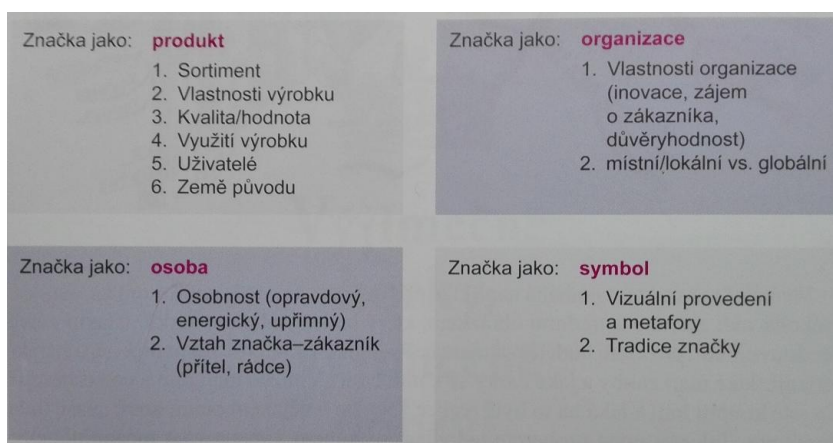 Značka jako: produkt
1. Sortiment
2. Vlastnosti výrobku
3. Kvalita/hodnota
4. Využití výrobku
5. Uživatelé
6. Země původu
Značka jako: organizace
1. Vlastnosti organizace
(inovace, zájem
o zákazníka,
důvěryhodnost)
2. místní/lokální vs. globální
Značka jako: osoba
1. Osobnost (opravdový,
energický, upřimný)
2. Vztah značka–zákazník
(přítel, rádce)
Značka jako: symbol
1. Vizuální provedení
a metafory
2. Tradice značky